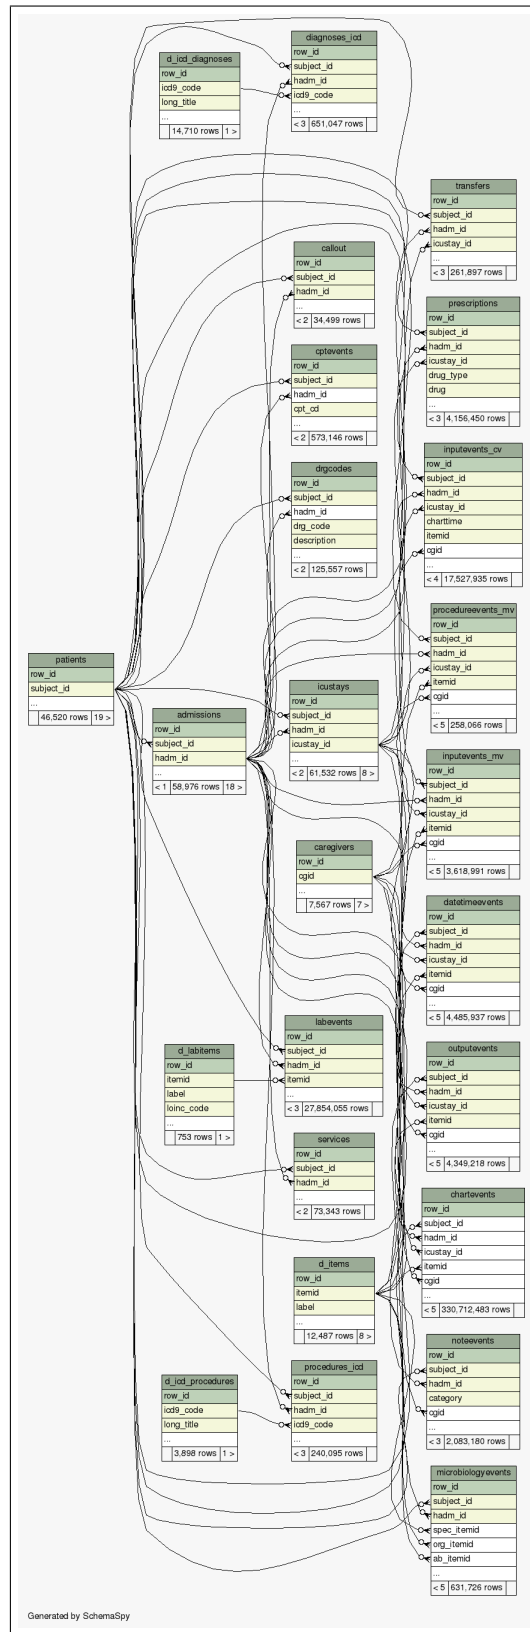 diagnoses_icd
row_id
subject_id
hadm_id
icd9_code
...
< 3 651,047 rows
d_icd_diagnoses
row_id
icd9_code
long_title
...
14,710 rows 1 >
transfers
row_id
subject_id
hadm_id
icustay_id
...
< 3 261,897 rows
callout
row_id
subject_id
hadm_id
...
< 2 34,499 rows
prescriptions
row_id
subject_id
hadm_id
icustay_id
drug_type
drug
...
< 3 4,156,450 rows
cptevents
row_id
subject_id
hadm_id
cpt_cd
...
< 2 573,146 rows
inputevents_cv
row_id
subject_id
hadm_id
icustay_id
charttime
itemid
cgid
...
< 4 17,527,935 rows
drgcodes
row_id
subject_id
hadm_id
drg_code
description
...
< 2 125,557 rows
procedureevents_mv
row_id
subject_id
hadm_id
icustay_id
itemid
cgid
...
< 5 258,066 rows
patients
row_id
subject_id
...
46,520 rows 19 >
admissions
row_id
subject_id
hadm_id
...
< 1 58,976 rows 18 >
icustays
row_id
subject_id
hadm_id
icustay_id
...
< 2 61,532 rows 8 >
inputevents_mv
row_id
subject_id
hadm_id
icustay_id
itemid
cgid
...
< 5 3,618,991 rows
caregivers
row_id
cgid
...
7,567 rows 7 >
datetimeevents
row_id
subject_id
hadm_id
icustay_id
itemid
cgid
...
< 5 4,485,937 rows
labevents
row_id
subject_id
hadm_id
itemid
...
< 3 27,854,055 rows
d_labitems
row_id
itemid
label
loinc_code
...
753 rows 1 >
outputevents
row_id
subject_id
hadm_id
icustay_id
itemid
cgid
...
< 5 4,349,218 rows
services
row_id
subject_id
hadm_id
...
< 2 73,343 rows
chartevents
row_id
subject_id
hadm_id
icustay_id
itemid
cgid
...
< 5 330,712,483 rows
d_items
row_id
itemid
label
...
12,487 rows 8 >
noteevents
row_id
subject_id
hadm_id
category
cgid
...
< 3 2,083,180 rows
procedures_icd
row_id
subject_id
hadm_id
icd9_code
...
< 3 240,095 rows
d_icd_procedures
row_id
icd9_code
long_title
...
3,898 rows 1 >
microbiologyevents
row_id
subject_id
hadm_id
spec_itemid
org_itemid
ab_itemid
...
< 5 631,726 rows
Generated by SchemaSpy